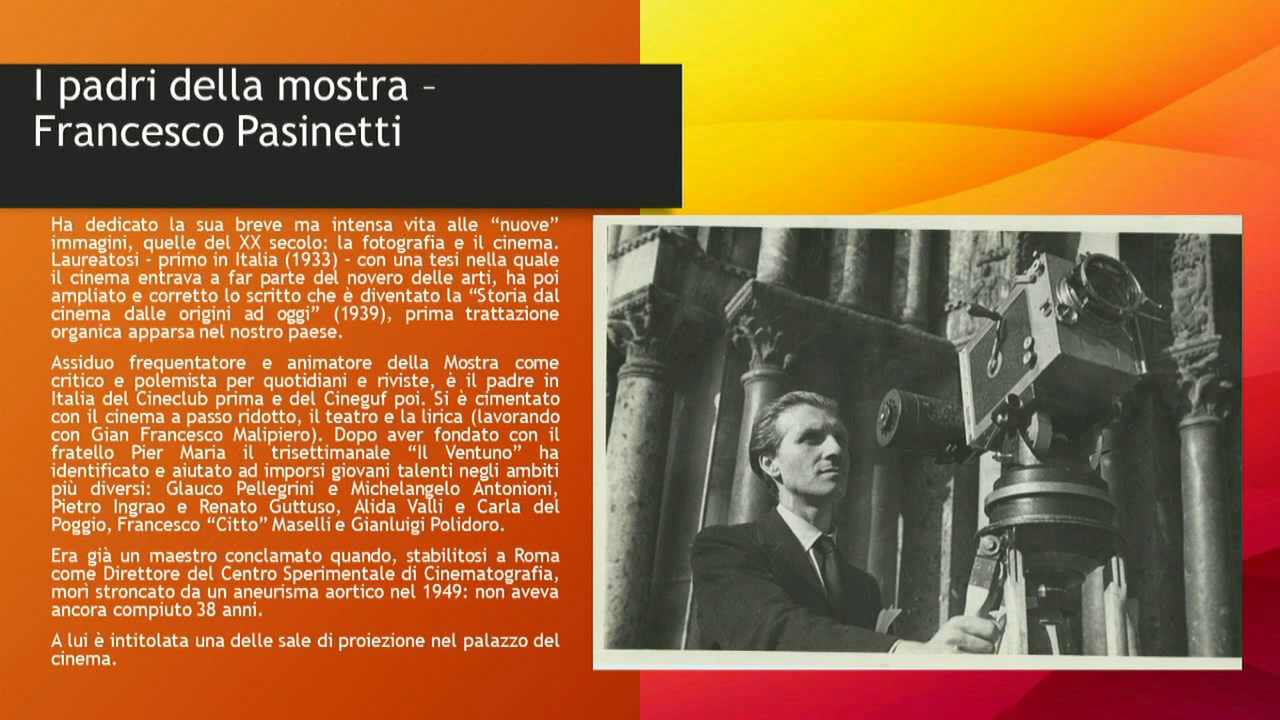 I padri della mostra –
Francesco Pasinetti
Ha dedicato la sua breve ma intensa vita alle “nuove”
immagini, quelle del XX secolo: la fotografia e il cinema.
Laureatosi - primo in Italia (1933) - con una tesi nella quale
il cinema entrava a far parte del novero delle arti, ha poi
ampliato e corretto lo scritto che è diventato la “Storia dal
cinema dalle origini ad oggi” (1939), prima trattazione
organica apparsa nel nostro paese.
Assiduo frequentatore e animatore della Mostra come
critico e polemista per quotidiani e riviste, è il padre in
Italia del Cineclub prima e del Cineguf poi. Si è cimentato
con il cinema a passo ridotto, il teatro e la lirica (lavorando
con Gian Francesco Malipiero). Dopo aver fondato con il
fratello Pier Maria il trisettimanale “Il Ventuno” ha
identificato e aiutato ad imporsi giovani talenti negli ambiti
più diversi: Glauco Pellegrini e Michelangelo Antonioni,
Pietro Ingrao e Renato Guttuso, Alida Valli e Carla del
Poggio, Francesco “Citto” Maselli e Gianluigi Polidoro.
Era già un maestro conclamato quando, stabilitosi a Roma
come Direttore del Centro Sperimentale di Cinematografia,
morì stroncato da un aneurisma aortico nel 1949: non aveva
ancora compiuto 38 anni.
A lui è intitolata una delle sale di proiezione nel palazzo del
cinema.